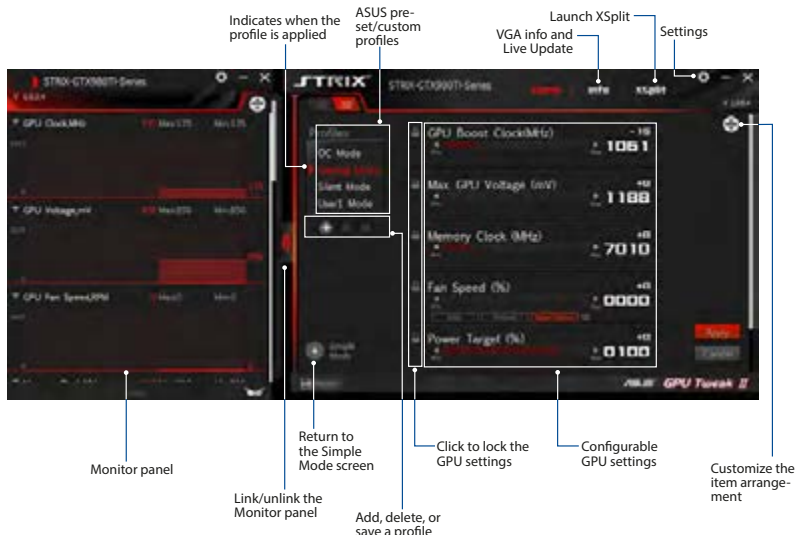 Indicates when the
profile is applied
ASUS pre-
set/custom
profiles
Launch XSplit
VGA info and
Live Update
Settings
STRIX-GTX980TI-Series
STRIX
STRIX-GTX980TI-Series
Info
XSplit
GPU Clock,MHz
GPU Voltage,mV
GPU Fan Speed,RPM
Profiles
OC Mode
Silent Mode
User1 Mode
Simple
Mode
GPU Boost Clock(MHz)
1061
Max. GPU Voltage (mV)
1188
Memory Clock (MHz)
7010
Fan Speed (%)
0000
Power Target (%)
0100
Apply
Cancel
ASUS GPU Tweak II
Monitor panel
Link/unlink the
Monitor panel
Return to
the Simple
Mode screen
Add, delete, or
save a profile
Click to lock the
GPU settings
Configurable
GPU settings
Customize the
item arrange-
ment